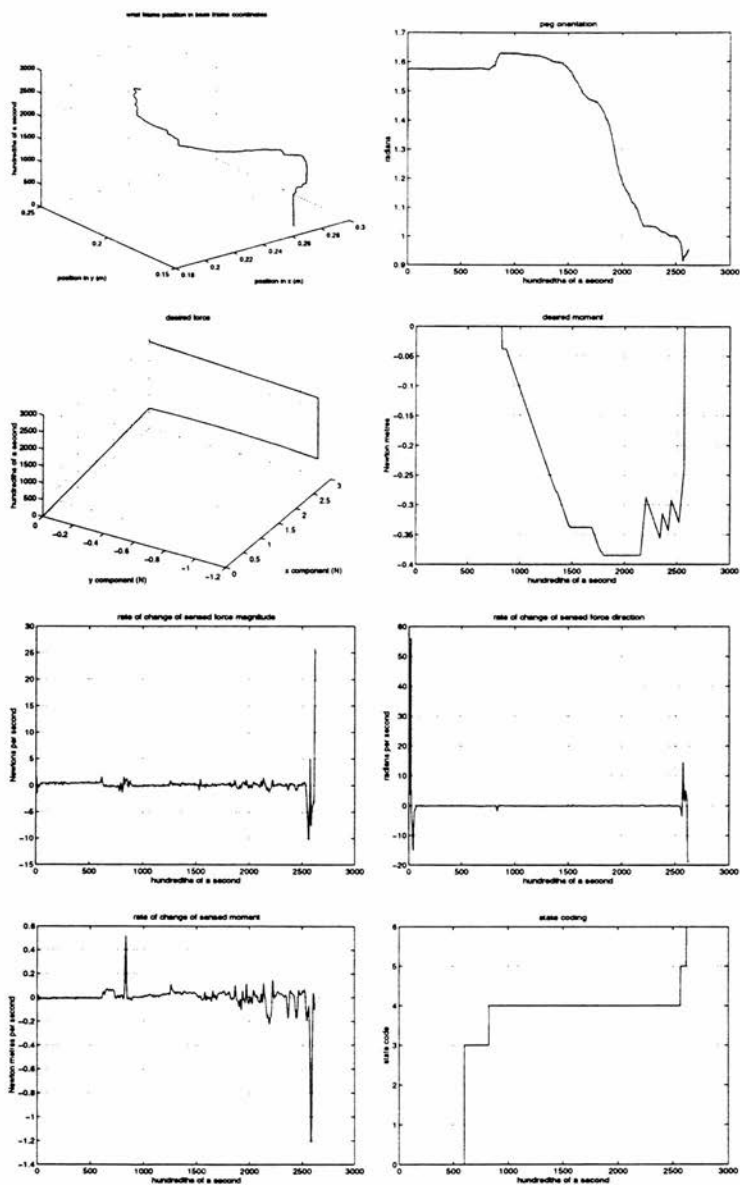 wrist frame position in base frame coordinates
3000
2500
2000
1500
1000
500
0
hundredths of a second
0.25
0.2
0.15
position in y (m)
0.18
0.2
0.22
0.24
0.26
0.28
0.3
position in x (m)
peg orientation
1.7
1.6
1.5
1.4
1.3
1.2
1.1
1
0.9
radians
0 500 1000 1500 2000 2500 3000
hundredths of a second
desired force
3000
2500
2000
1500
1000
500
0
hundredths of a second
0
-0.2
-0.4
-0.6
-0.8
-1
-1.2
y component (N)
0
0.5
1
1.5
2
2.5
3
x component (N)
desired moment
0
-0.05
-0.1
-0.15
-0.2
-0.25
-0.3
-0.35
-0.4
Newton metres
0 500 1000 1500 2000 2500 3000
hundredths of a second
rate of change of sensed force magnitude
30
25
20
15
10
5
0
-5
-10
-15
Newtons per second
0 500 1000 1500 2000 2500 3000
hundredths of a second
rate of change of sensed force direction
60
50
40
30
20
10
0
-10
-20
radians per second
0 500 1000 1500 2000 2500 3000
hundredths of a second
rate of change of sensed moment
0.6
0.4
0.2
0
-0.2
-0.4
-0.6
-0.8
-1
-1.2
-1.4
Newton metres per second
0 500 1000 1500 2000 2500 3000
hundredths of a second
state coding
6
5
4
3
2
1
0
state code
0 500 1000 1500 2000 2500 3000
hundredths of a second